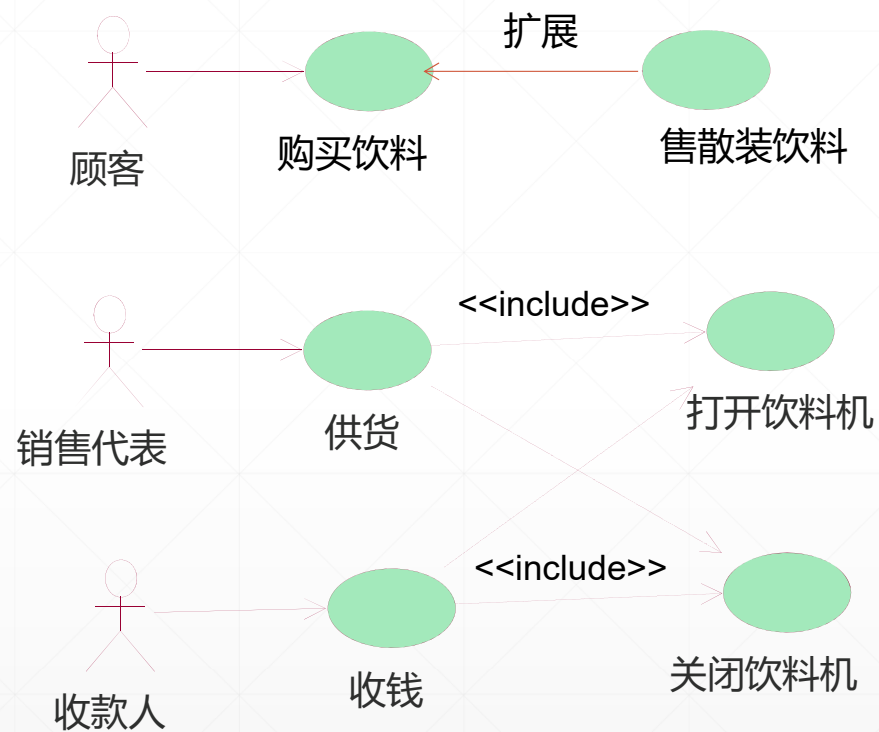 扩展
顾客
购买饮料
售散装饮料
<<include>>
销售代表
供货
打开饮料机
<<include>>
收款人
收钱
关闭饮料机